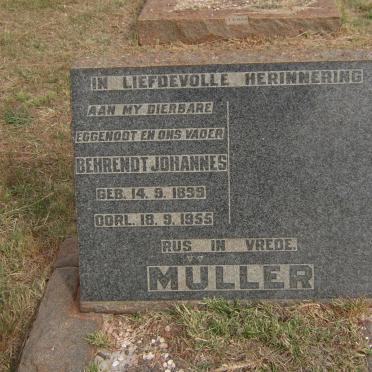 IN LIEFDEVOLLE HERINNERING
AAN MY DIERBARE
EGGENOOT EN ONS VADER
BEHRENDT JOHANNES
GEB. 14. 9. 1899
OORL. 18. 9. 1955
RUS IN VREDE.
MÜLLER